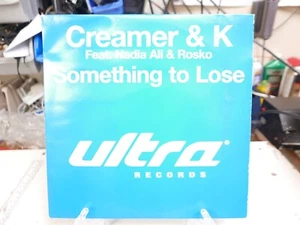 Creamer & K
Feat. Nadia Ali & Rosko
Something to Lose
ultra®
RECORDS